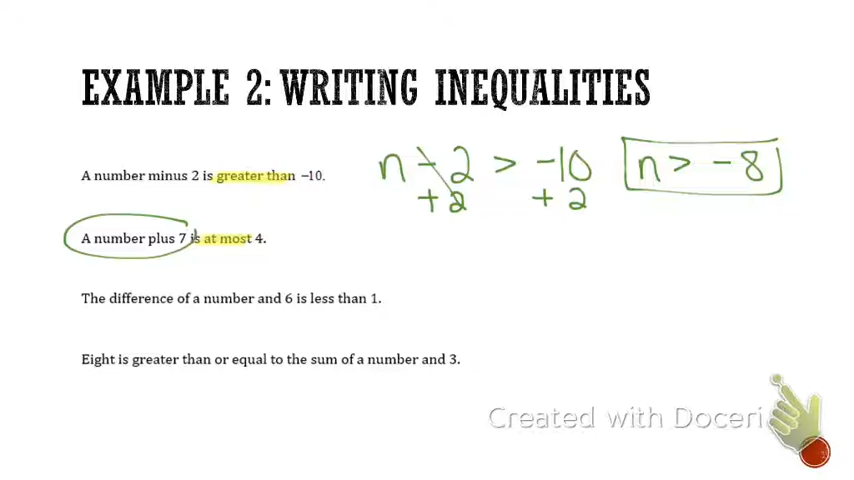 EXAMPLE 2: WRITING INEQUALITIES
A number minus 2 is greater than −10.
n - 2 > -10
+ 2 + 2
n > -8
A number plus 7 is at most 4.
The difference of a number and 6 is less than 1.
Eight is greater than or equal to the sum of a number and 3.
Created with Doceri